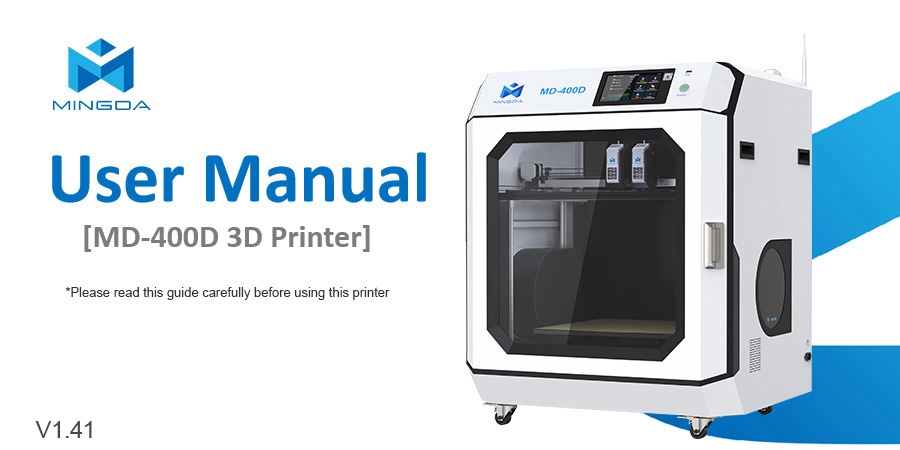 MINGDA
User Manual
[MD-400D 3D Printer]
*Please read this guide carefully before using this printer
V1.41
MINGDA
MD-400D